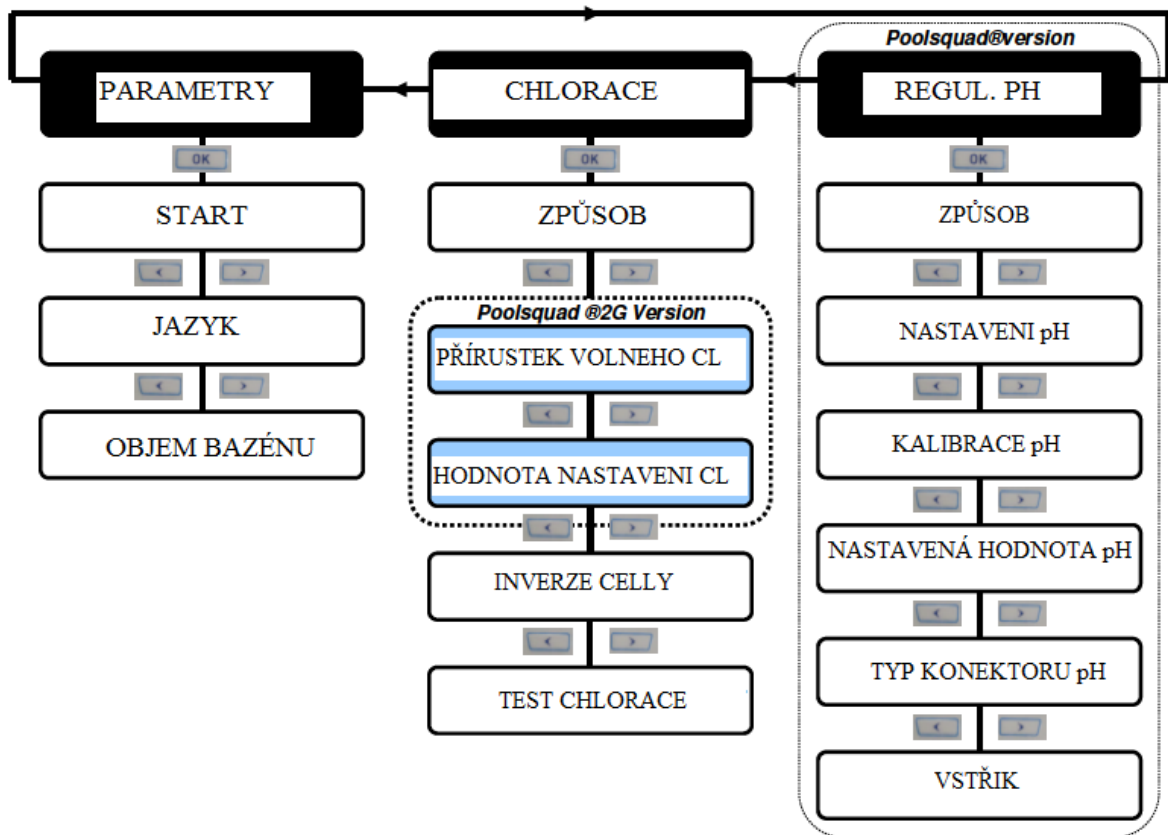 Poolsquad®version
PARAMETRY
CHLORACE
REGUL. PH
OK
OK
OK
START
ZPŮSOB
ZPŮSOB
< >
< >
< >
JAZYK
Poolsquad ®2G Version
PŘÍRUSTEK VOLNEHO CL
NASTAVENI pH
< >
< >
< >
OBJEM BAZÉNU
HODNOTA NASTAVENI CL
KALIBRACE pH
< >
< >
INVERZE CELLY
NASTAVENÁ HODNOTA pH
< >
< >
TEST CHLORACE
TYP KONEKTORU pH
< >
VSTŘIK